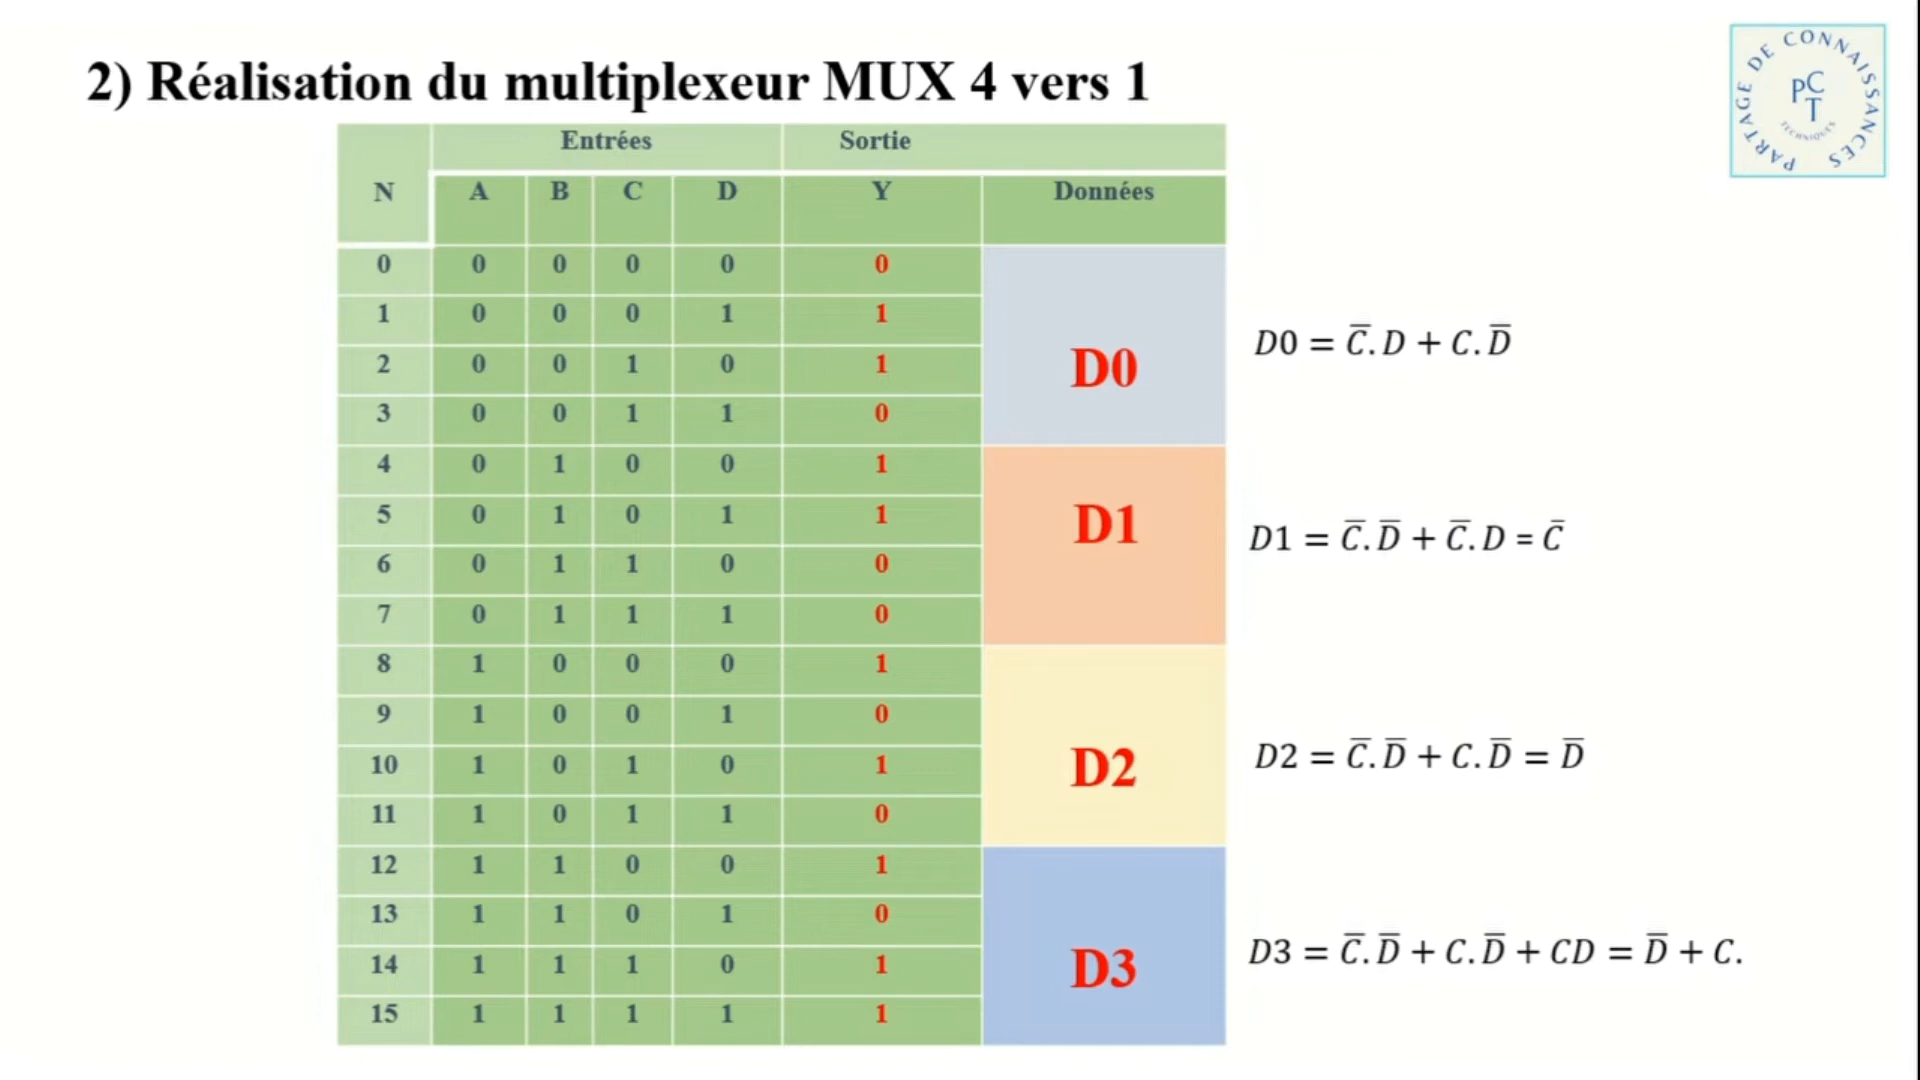 2) Réalisation du multiplexeur MUX 4 vers 1
PARTAGE DE CONNAISSANCES
PCT
TECHNIQUES
Entrées Sortie
N A B C D Y Données
0 0 0 0 0 0
1 0 0 0 1 1
2 0 0 1 0 1
3 0 0 1 1 0
D0
D0 = C̅.D + C.D̅
4 0 1 0 0 1
5 0 1 0 1 1
6 0 1 1 0 0
7 0 1 1 1 0
D1
D1 = C̅.D̅ + C̅.D = C̅
8 1 0 0 0 1
9 1 0 0 1 0
10 1 0 1 0 1
11 1 0 1 1 0
D2
D2 = C̅.D̅ + C.D̅ = D̅
12 1 1 0 0 1
13 1 1 0 1 0
14 1 1 1 0 1
15 1 1 1 1 1
D3
D3 = C̅.D̅ + C.D̅ + CD = D̅ + C.